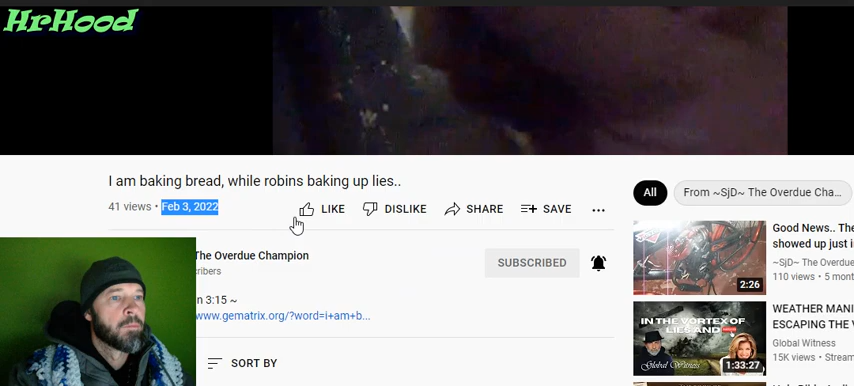 HrHood
I am baking bread, while robins baking up lies..
41 views • Feb 3, 2022
LIKE
DISLIKE
SHARE
SAVE
The Overdue Champion
cribers
SUBSCRIBED
n 3:15 ~
www.gematrix.org/?word=i+am+b...
SORT BY
All
From ~SjD~ The Overdue Cha...
Good News.. The
showed up just i
~SjD~ The Overdue
110 views • 5 mont
2:26
IN THE VORTEX OF
LIES AND
Global Witness
1:33:27
WEATHER MANI
ESCAPING THE
Global Witness
15K views • Stream